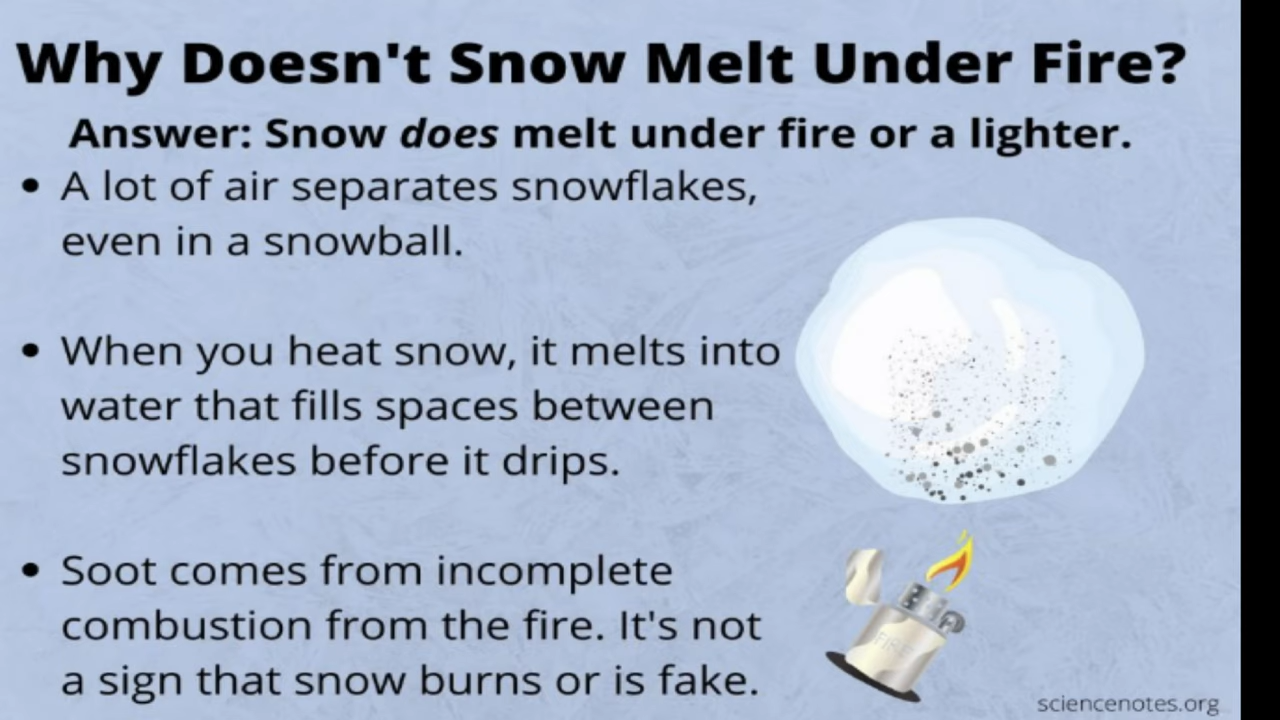 Why Doesn't Snow Melt Under Fire?
Answer: Snow does melt under fire or a lighter.
• A lot of air separates snowflakes,
even in a snowball.
• When you heat snow, it melts into
water that fills spaces between
snowflakes before it drips.
• Soot comes from incomplete
combustion from the fire. It's not
a sign that snow burns or is fake.
FIRE
sciencenotes.org